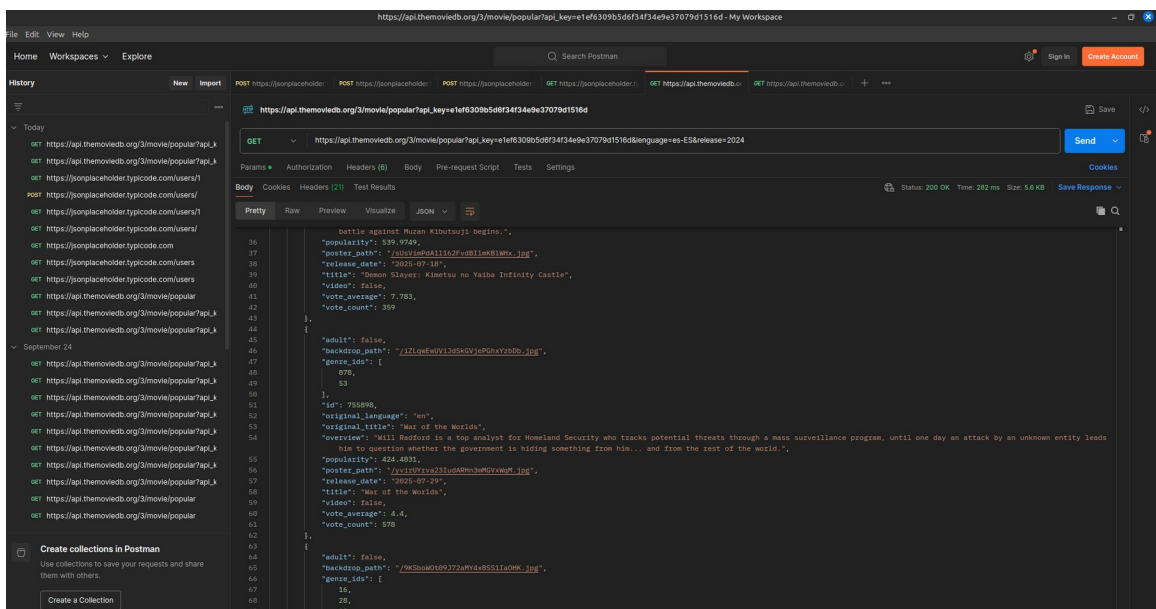 https://api.themoviedb.org/3/movie/popular?api_key=e1ef6309b5d6f34f34e9e37079d1516d - My Workspace
File Edit View Help
Home Workspaces Explore
Search Postman
Sign In
Create Account
History
New Import
POST https://jsonplaceholder POST https://jsonplaceholder POST https://jsonplaceholder GET https://jsonplaceholder.t GET https://api.themoviedb.o GET https://api.themoviedb.o
https://api.themoviedb.org/3/movie/popular?api_key=e1ef6309b5d6f34f34e9e37079d1516d
Save
GET https://api.themoviedb.org/3/movie/popular?api_key=e1ef6309b5d6f34f34e9e37079d1516d&lenguage=es-ES&release=2024
Send
Params Authorization Headers (6) Body Pre-request Script Tests Settings
Cookies
Body Cookies Headers (21) Test Results
Status: 200 OK Time: 282 ms Size: 5.6 KB Save Response
Pretty Raw Preview Visualize JSON
Today
GET https://api.themoviedb.org/3/movie/popular?api_k
GET https://api.themoviedb.org/3/movie/popular?api_k
GET https://jsonplaceholder.typicode.com/users/1
POST https://jsonplaceholder.typicode.com/users/
GET https://jsonplaceholder.typicode.com/users/1
GET https://jsonplaceholder.typicode.com/users/
GET https://jsonplaceholder.typicode.com
GET https://jsonplaceholder.typicode.com/users
GET https://jsonplaceholder.typicode.com/users
GET https://api.themoviedb.org/3/movie/popular
GET https://api.themoviedb.org/3/movie/popular?api_k
GET https://api.themoviedb.org/3/movie/popular?api_k
September 24
GET https://api.themoviedb.org/3/movie/popular?api_k
GET https://api.themoviedb.org/3/movie/popular?api_k
GET https://api.themoviedb.org/3/movie/popular?api_k
GET https://api.themoviedb.org/3/movie/popular?api_k
GET https://api.themoviedb.org/3/movie/popular?api_k
GET https://api.themoviedb.org/3/movie/popular?api_k
GET https://api.themoviedb.org/3/movie/popular?api_k
GET https://api.themoviedb.org/3/movie/popular
GET https://api.themoviedb.org/3/movie/popular
Create collections in Postman
Use collections to save your requests and share
them with others.
Create a Collection
battle against Muzan Kibutsuji begins.",
36 "popularity": 539.9749,
37 "poster_path":
38 "release_date": "2025-07-18",
39 "title": "Demon Slayer: Kimetsu no Yaiba Infinity Castle",
40 "video": false,
41 "vote_average": 7.783,
42 "vote_count": 359
43 },
44 {
45 "adult": false,
46 "backdrop_path":
47 "genre_ids": [
48 878,
49 53
50 ],
51 "id": 755898,
52 "original_language": "en",
53 "original_title": "War of the Worlds",
54 "overview": "Will Radford is a top analyst for Homeland Security who tracks potential threats through a mass surveillance program, until one day an attack by an unknown entity leads
him to question whether the government is hiding something from him... and from the rest of the world.",
55 "popularity": 424.4831,
56 "poster_path":
57 "release_date": "2025-07-29",
58 "title": "War of the Worlds",
59 "video": false,
60 "vote_average": 4.4,
61 "vote_count": 578
62 },
63 {
64 "adult": false,
65 "backdrop_path":
66 "genre_ids": [
67 16,
68 28,